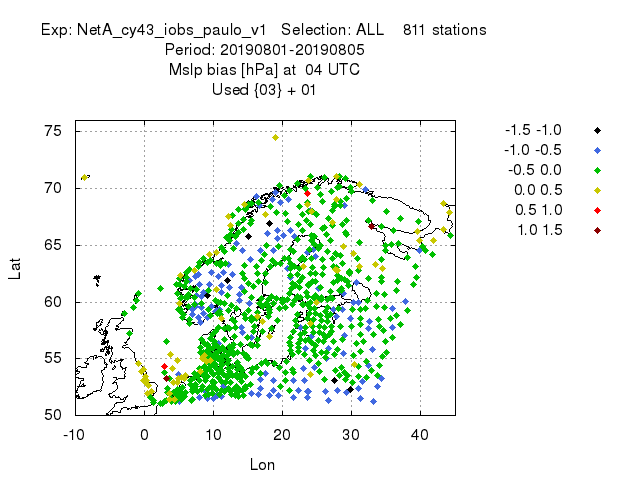 Exp: NetA_cy43_iobs_paulo_v1   Selection: ALL    811 stations
Period: 20190801-20190805
Mslp bias [hPa] at  04 UTC
Used {03} + 01
75
70
65
60
55
50
Lat
-10 0 10 20 30 40
Lon
-1.5 -1.0
-1.0 -0.5
-0.5 0.0
0.0 0.5
0.5 1.0
1.0 1.5